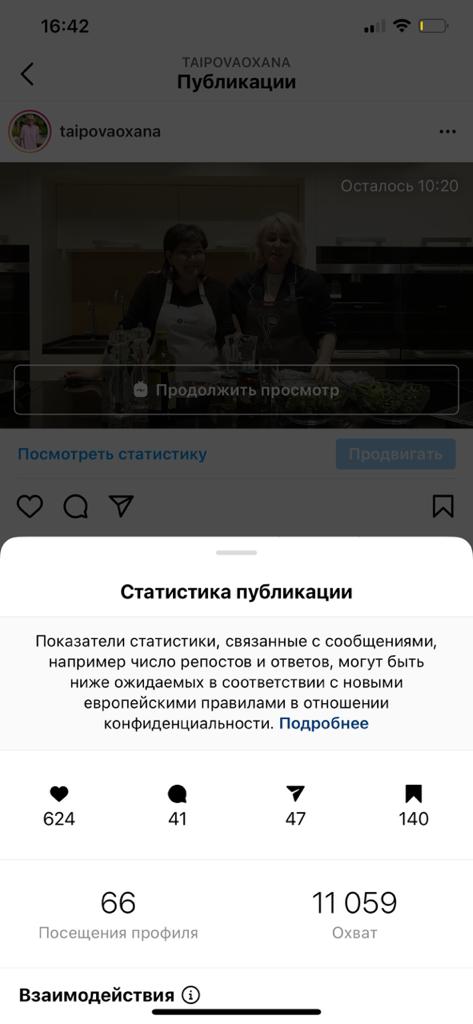 16:42
TAIPOVAOXANA
Публикации
taipovaoxana
Осталось 10:20
Продолжить просмотр
Посмотреть статистику
Продвигать
Статистика публикации
Показатели статистики, связанные с сообщениями,
например число репостов и ответов, могут быть
ниже ожидаемых в соответствии с новыми
европейскими правилами в отношении
конфиденциальности. Подробнее
624 41 47 140
66 11 059
Посещения профиля Охват
Взаимодействия